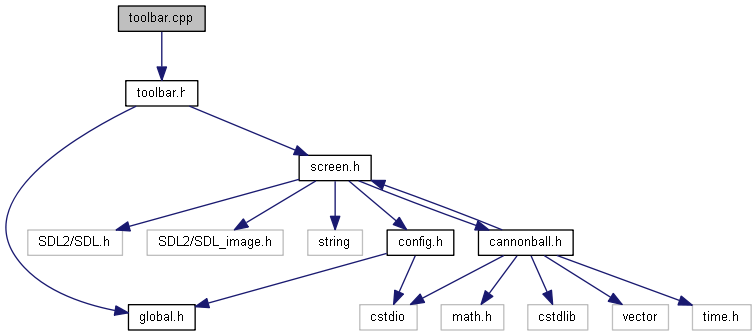 toolbar.cpp
toolbar.h
screen.h
SDL2/SDL.h
SDL2/SDL_image.h
string
config.h
cannonball.h
global.h
cstdio
math.h
cstdlib
vector
time.h